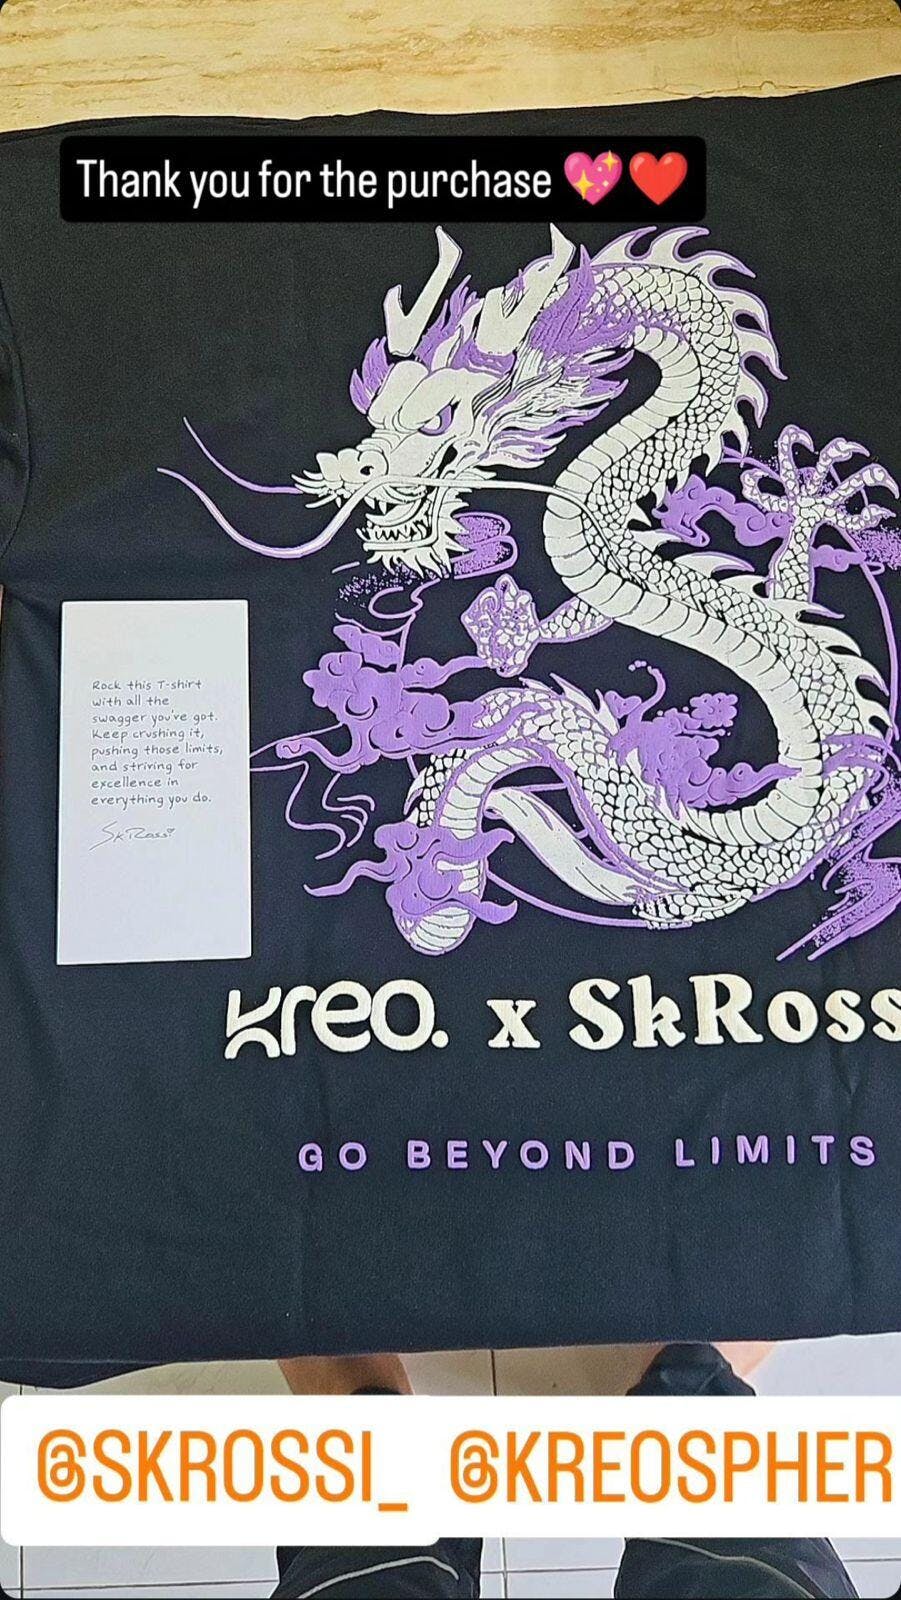 Thank you for the purchase 💖❤️
Rock this T-shirt
with all the
swagger you've got.
Keep crushing it,
pushing those limits,
and striving for
excellence in
everything you do.
SkRossi
kreo. x SkRoss
GO BEYOND LIMITS
@SKROSSI_ @KREOSPHER